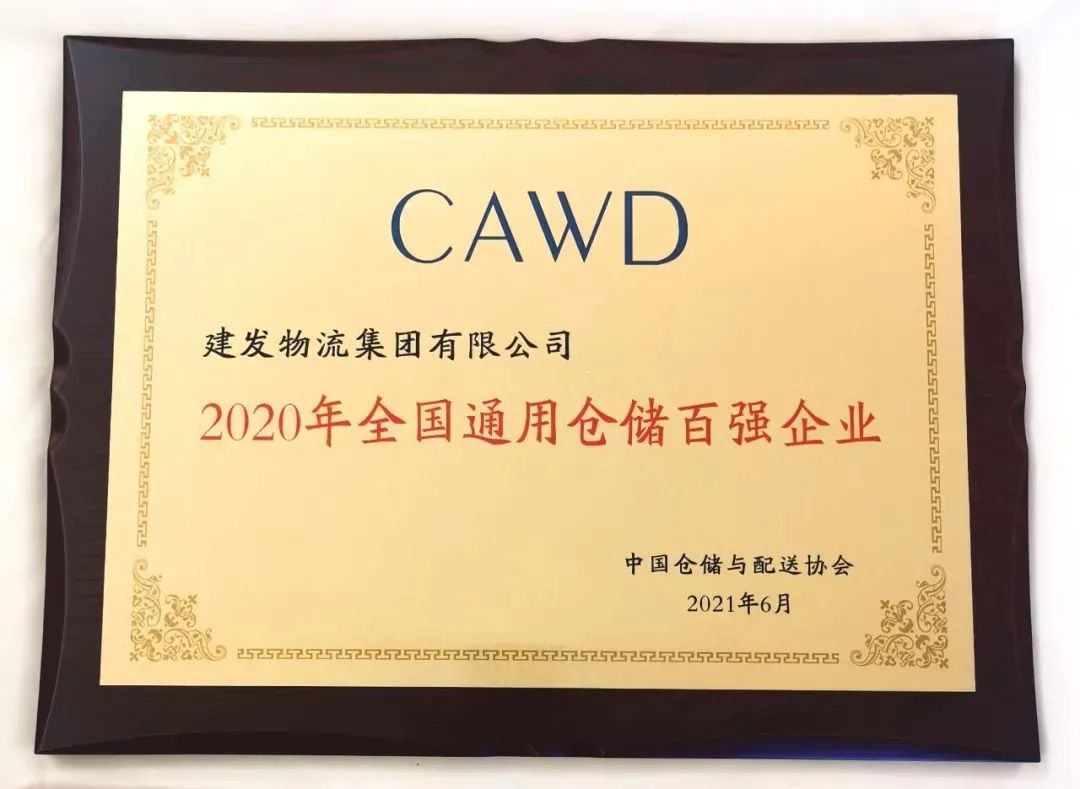 CAWD
建发物流集团有限公司
2020年全国通用仓储百强企业
中国仓储与配送协会
2021年6月